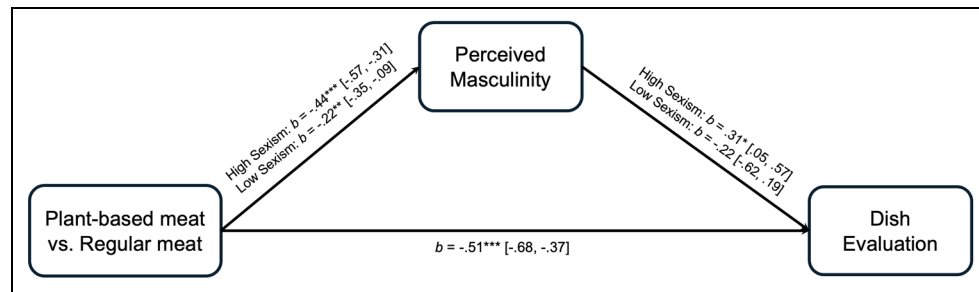 Perceived
Masculinity
High Sexism: b = -.44*** [-.57, -.31]
Low Sexism: b = -.22** [-.35, -.09]
High Sexism: b = .31* [.05, .57]
Low Sexism: b = -.22 [-.62, .19]
Plant-based meat
vs. Regular meat
Dish
Evaluation
b = -.51*** [-.68, -.37]